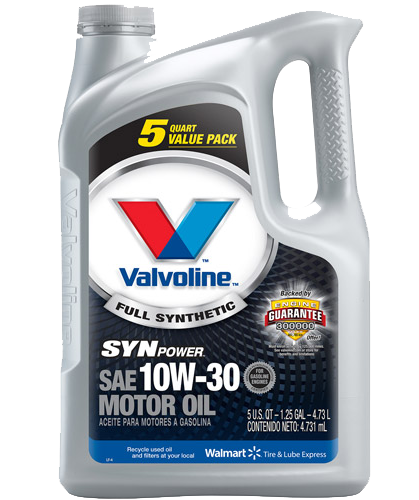 5 QUART
VALUE PACK
Valvoline
Valvoline™
FULL SYNTHETIC
Backed by
ENGINE
GUARANTEE
300000
SYNPOWER
SAE 10W-30
FOR
GASOLINE
ENGINES
MOTOR OIL
ACEITE PARA MOTORES A GASOLINA
5 U.S. QT – 1.25 GAL – 4.73 L
CONTENIDO NETO: 4.731 mL
Recycle used oil
and filters at your local
Walmart Tire & Lube Express